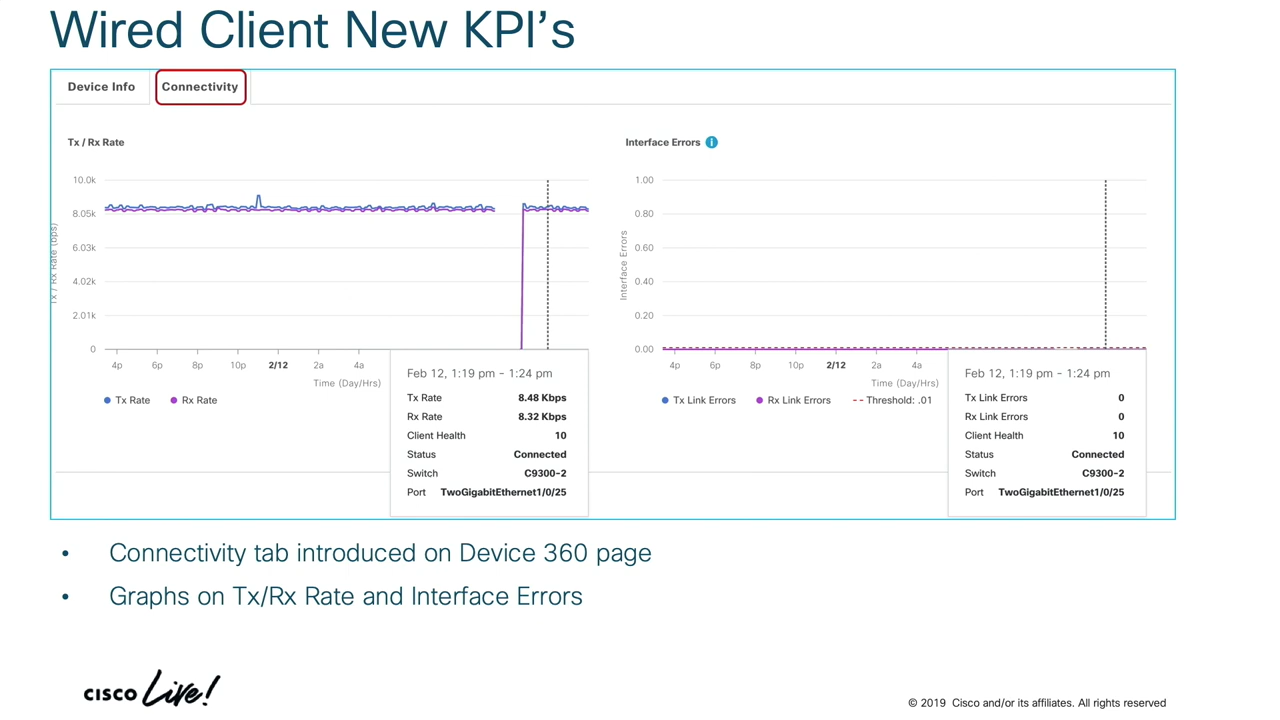 Wired Client New KPI's
Device Info
Connectivity
Tx / Rx Rate
10.0k
8.05k
6.03k
4.02k
2.01k
0
Tx / Rx Rate (bps)
4p 6p 8p 10p 2/12 2a 4a
Time (Day/Hrs)
Tx Rate Rx Rate
Feb 12, 1:19 pm - 1:24 pm
Tx Rate 8.48 Kbps
Rx Rate 8.32 Kbps
Client Health 10
Status Connected
Switch C9300-2
Port TwoGigabitEthernet1/0/25
Interface Errors i
1.00
0.80
0.60
0.40
0.20
0.00
Interface Errors
4p 6p 8p 10p 2/12 2a 4a
Time (Day/Hrs)
Tx Link Errors Rx Link Errors -- Threshold: .01
Feb 12, 1:19 pm - 1:24 pm
Tx Link Errors 0
Rx Link Errors 0
Client Health 10
Status Connected
Switch C9300-2
Port TwoGigabitEthernet1/0/25
• Connectivity tab introduced on Device 360 page
• Graphs on Tx/Rx Rate and Interface Errors
CISCO Live!
© 2019 Cisco and/or its affiliates. All rights reserved